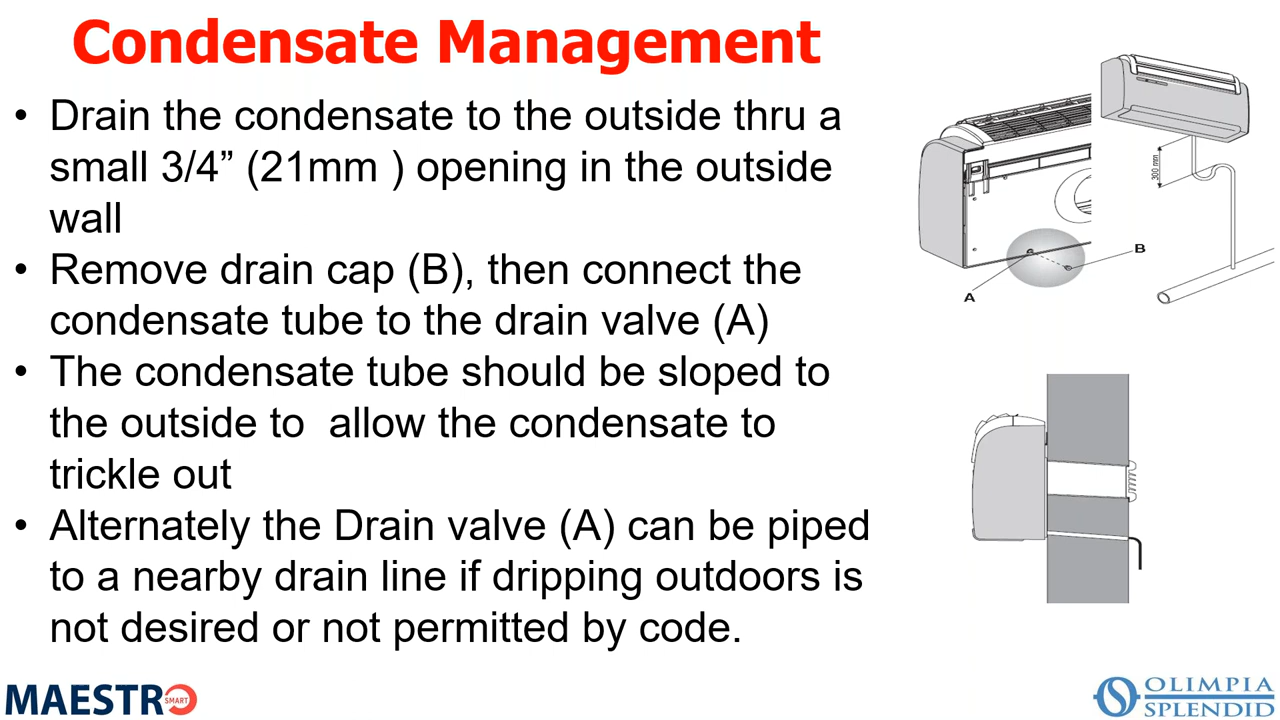 Condensate Management
• Drain the condensate to the outside thru a
small 3/4” (21mm ) opening in the outside
wall
• Remove drain cap (B), then connect the
condensate tube to the drain valve (A)
• The condensate tube should be sloped to
the outside to  allow the condensate to
trickle out
• Alternately the Drain valve (A) can be piped
to a nearby drain line if dripping outdoors is
not desired or not permitted by code.
300 mm
B
A
MAESTRO SMART
OLIMPIA
SPLENDID